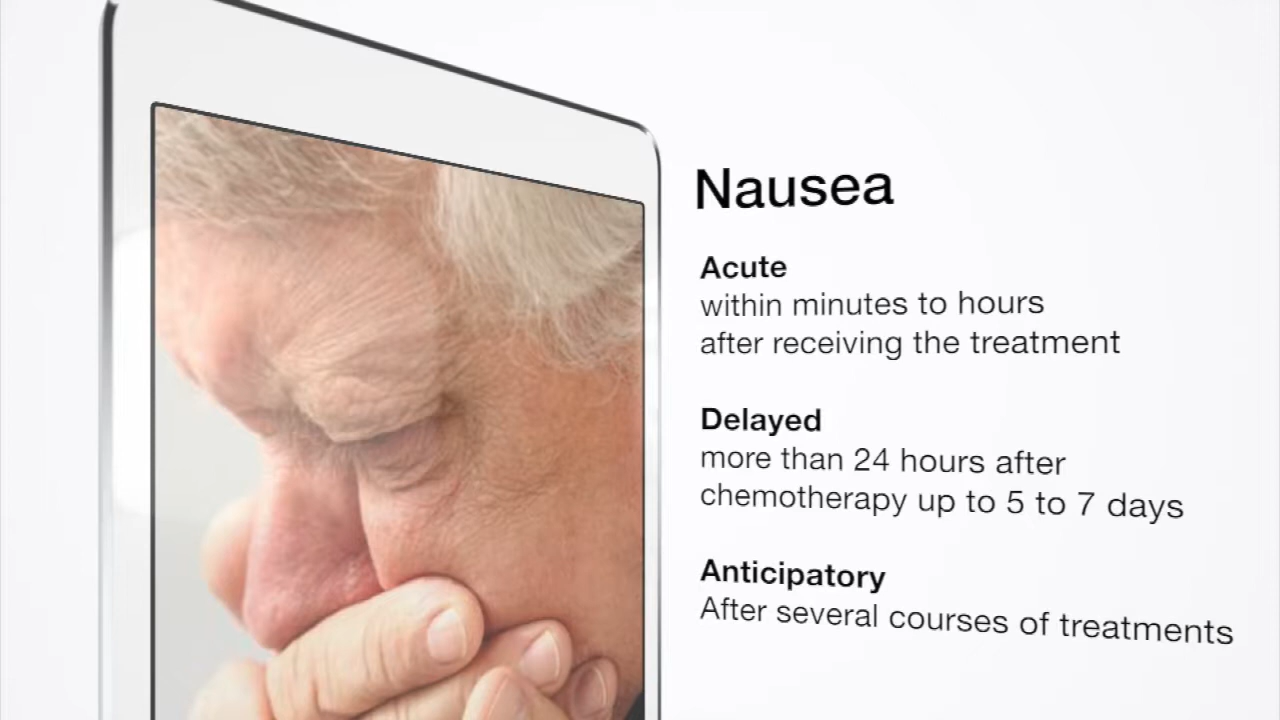 Nausea
Acute
within minutes to hours
after receiving the treatment
Delayed
more than 24 hours after
chemotherapy up to 5 to 7 days
Anticipatory
After several courses of treatments